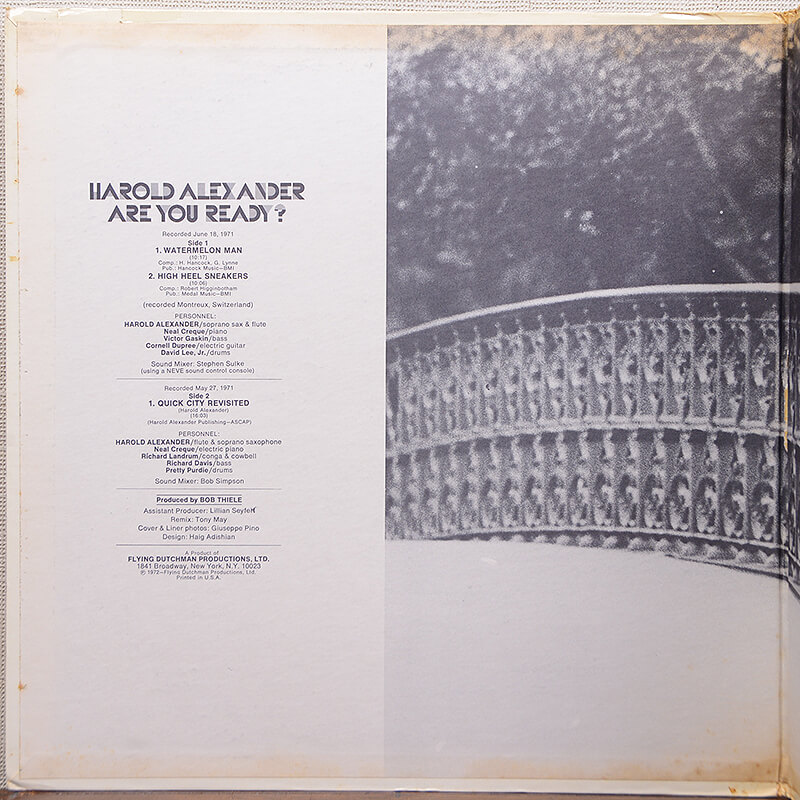 HAROLD ALEXANDER
ARE YOU READY?
Recorded June 18, 1971
Side 1
1. WATERMELON MAN
(10:17)
Comp.: H. Hancock, G. Lynne
Pub.: Hancock Music–BMI
2. HIGH HEEL SNEAKERS
(10:06)
Comp.: Robert Higginbotham
Pub.: Medal Music–BMI
(recorded Montreux, Switzerland)
PERSONNEL:
HAROLD ALEXANDER/soprano sax & flute
Neal Creque/piano
Victor Gaskin/bass
Cornell Dupree/electric guitar
David Lee, Jr./drums
Sound Mixer: Stephen Sulke
(using a NEVE sound control console)
Recorded May 27, 1971
Side 2
1. QUICK CITY REVISITED
(Harold Alexander)
(16:03)
(Harold Alexander Publishing–ASCAP)
PERSONNEL:
HAROLD ALEXANDER/flute & soprano saxophone
Neal Creque/electric piano
Richard Landrum/conga & cowbell
Richard Davis/bass
Pretty Purdie/drums
Sound Mixer: Bob Simpson
Produced by BOB THIELE
Assistant Producer: Lillian Seyfert
Remix: Tony May
Cover & Liner photos: Giuseppe Pino
Design: Haig Adishian
A Product of
FLYING DUTCHMAN PRODUCTIONS, LTD.
1841 Broadway, New York, N.Y. 10023
℗ 1972–Flying Dutchman Productions, Ltd.
Printed in U.S.A.